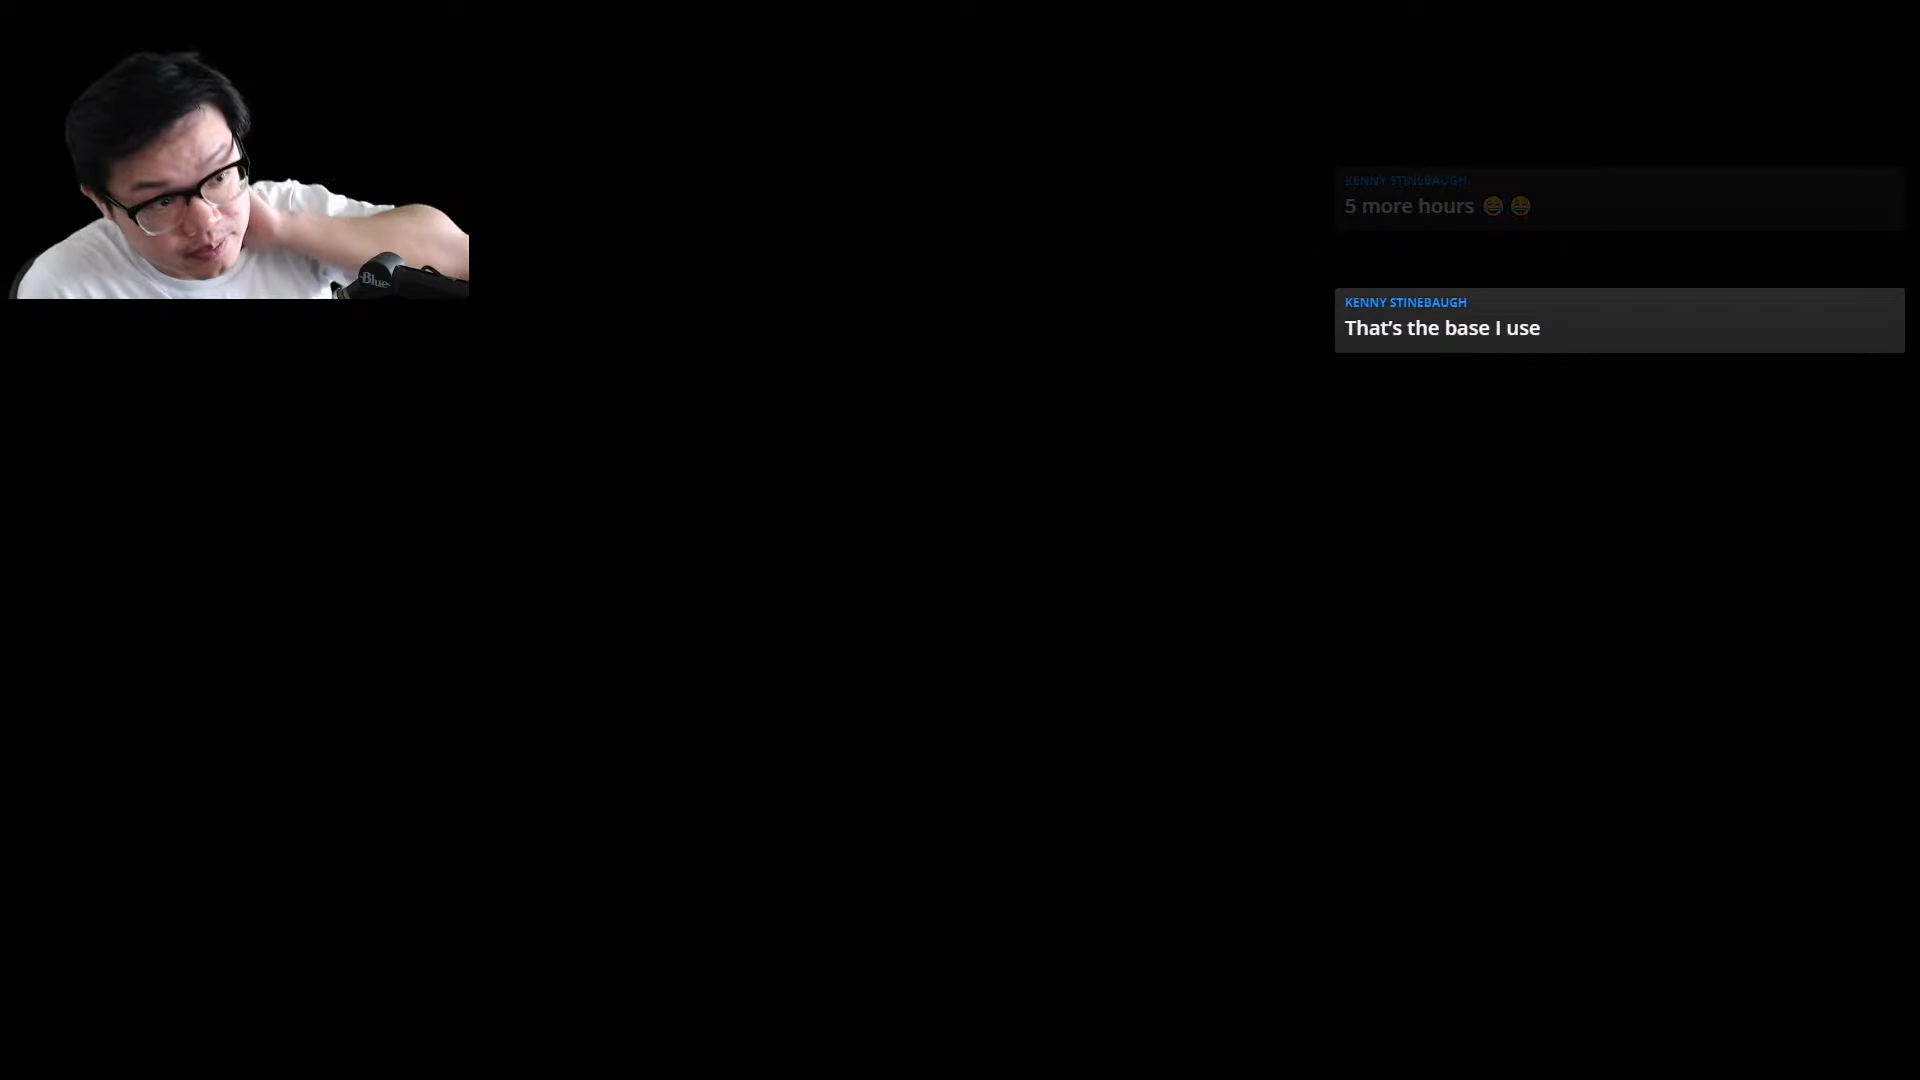 KENNY STINEBAUGH
5 more hours 😂😂
KENNY STINEBAUGH
That’s the base I use
Blue